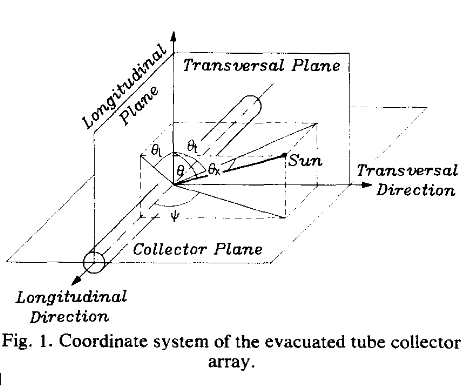 Longitudinal
Plane
Transversal Plane
θl
θt
θ
θx
Sun
Transversal
Direction
ψ
Collector Plane
Longitudinal
Direction
Fig. 1. Coordinate system of the evacuated tube collector
array.